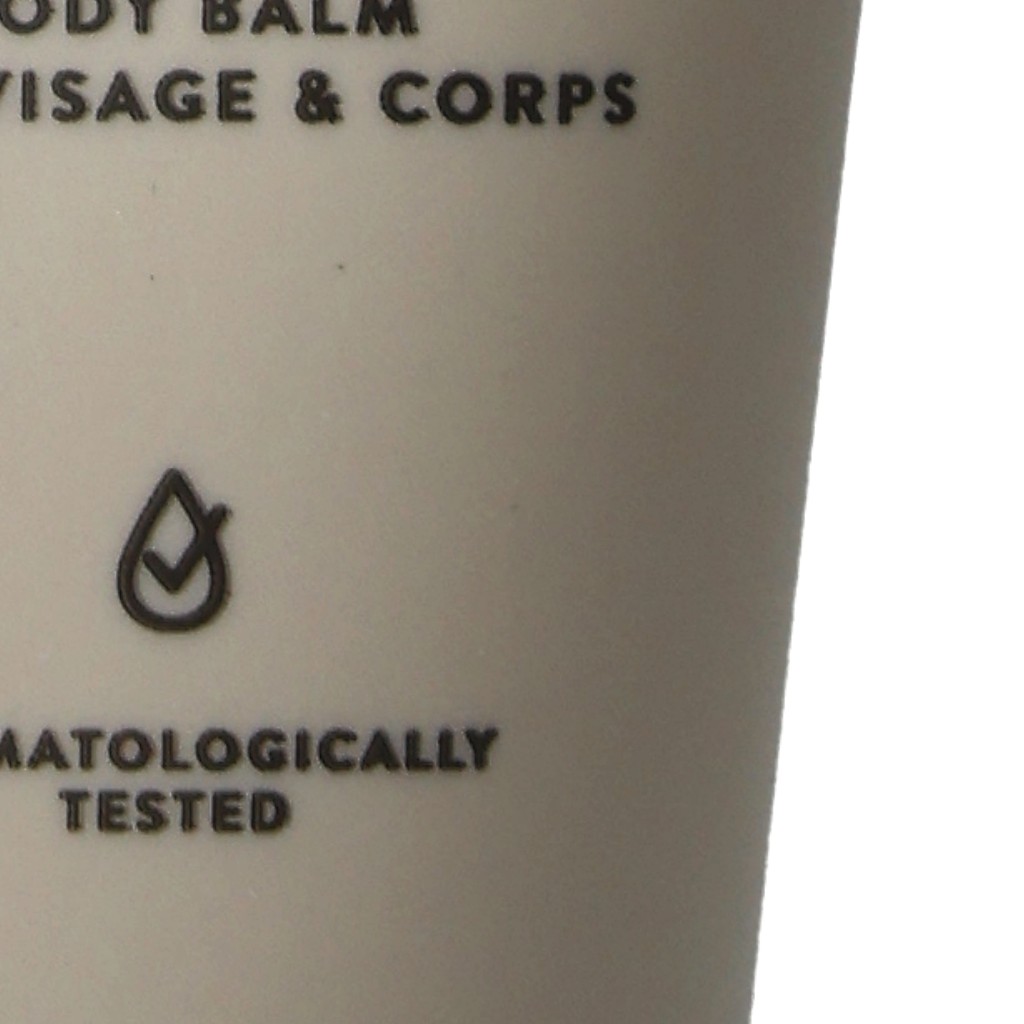 ODY BALM
VISAGE & CORPS
MATOLOGICALLY
TESTED